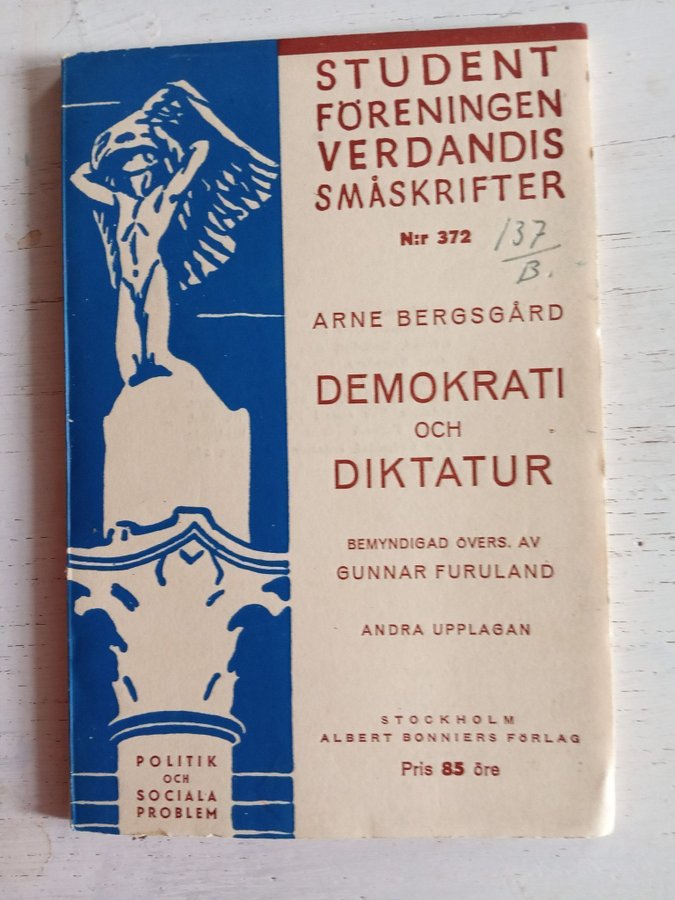 STUDENT
FÖRENINGEN
VERDANDIS
SMÅSKRIFTER
N:r 372
137
B.
ARNE BERGSGÅRD
DEMOKRATI
OCH
DIKTATUR
BEMYNDIGAD ÖVERS. AV
GUNNAR FURULAND
ANDRA UPPLAGAN
STOCKHOLM
ALBERT BONNIERS FÖRLAG
Pris 85 öre
POLITIK
OCH
SOCIALA
PROBLEM